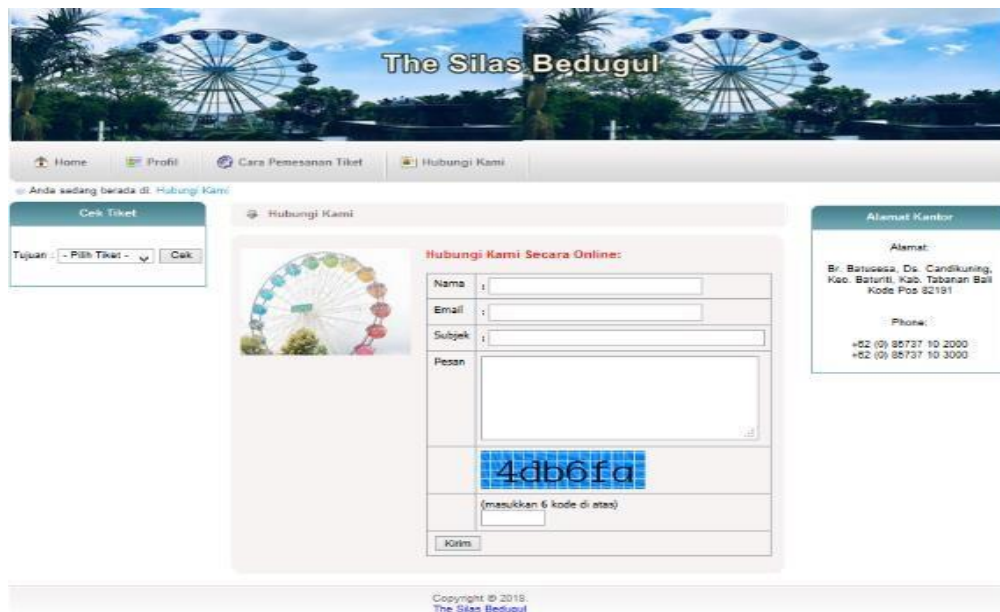 The Silas Bedugul
Home Profil Cara Pemesanan Tiket Hubungi Kami
Anda sedang berada di: Hubungi Kami
Cek Tiket
Tujuan : - Pilih Tiket - Cek
Hubungi Kami
Hubungi Kami Secara Online:
Nama :
Email :
Subjek :
Pesan
4db6fa
(masukkan 6 kode di atas)
Kirim
Alamat Kantor
Alamat:
Br. Batusesa, Ds. Candikuning,
Kec. Baturiti, Kab. Tabanan Bali
Kode Pos 82191
Phone:
+62 (0) 85737 10 2000
+62 (0) 85737 10 3000
Copyright © 2018.
The Silas Bedugul